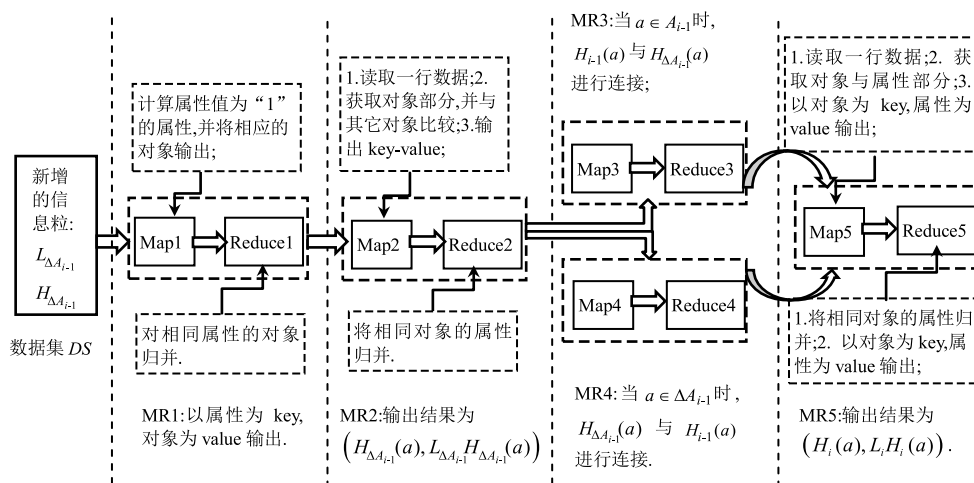 新增
的信
息粒:
L_{ΔA_{i-1}}
H_{ΔA_{i-1}}
数据集 DS
计算属性值为“1”
的属性,并将相应的
对象输出;
Map1
Reduce1
对相同属性的对象
归并.
MR1:以属性为 key,
对象为 value 输出.
1.读取一行数据;2.
获取对象部分,并与
其它对象比较;3.输
出 key-value;
Map2
Reduce2
将相同对象的属性
归并.
MR2:输出结果为
(H_{ΔA_{i-1}}(a), L_{ΔA_{i-1}}H_{ΔA_{i-1}}(a))
MR3:当 a ∈ A_{i-1} 时,
H_{i-1}(a) 与 H_{ΔA_{i-1}}(a)
进行连接;
Map3
Reduce3
Map4
Reduce4
MR4:当 a ∈ ΔA_{i-1} 时,
H_{ΔA_{i-1}}(a) 与 H_{i-1}(a)
进行连接.
1.读取一行数据;2. 获
取对象与属性部分;3.
以对象为 key,属性为
value 输出;
Map5
Reduce5
1.将相同对象的属性归
并;2. 以对象为 key,属
性为 value 输出;
MR5:输出结果为
(H_i(a), L_iH_i(a)).